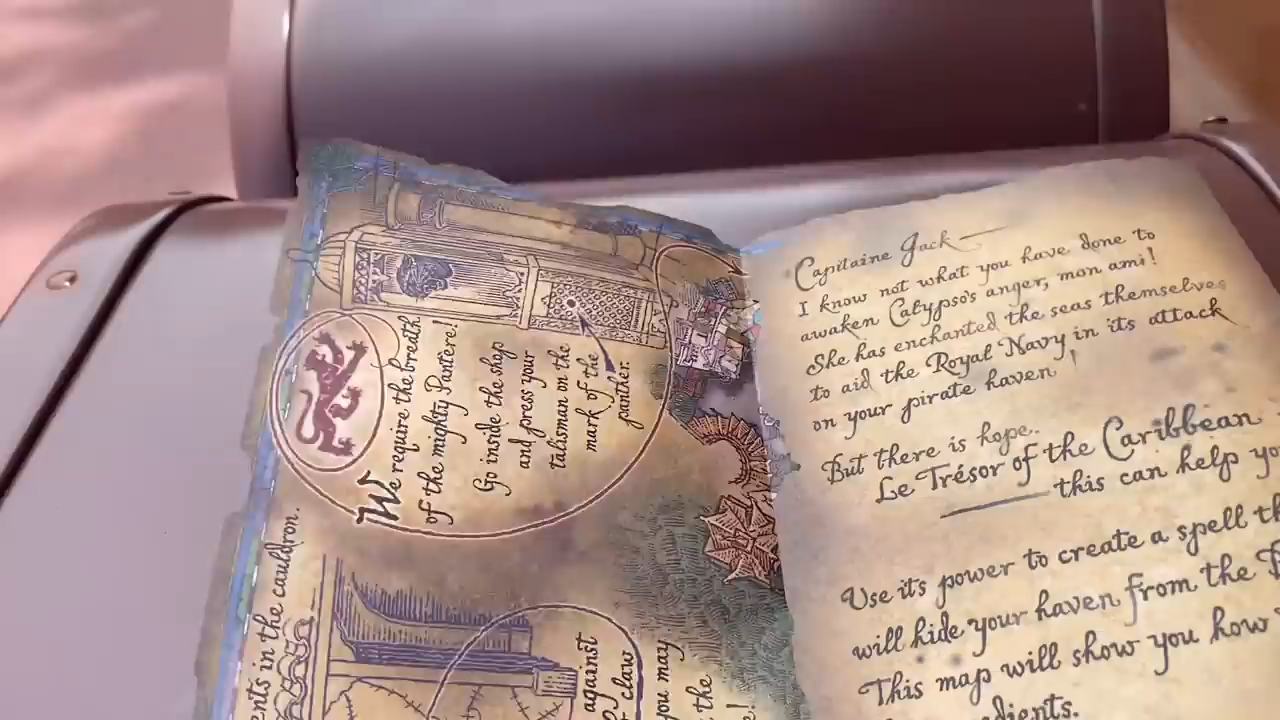 Capitaine Jack
I know not what you have done to
awaken Calypso's anger, mon ami!
She has enchanted the seas themselves
to aid the Royal Navy in its attack
on your pirate haven!
But there is hope.
Le Trésor of the Caribbean
this can help
Use its power to create a spell
will hide your haven from the
This map will show you how
We require the breath
of the mighty Pantere!
Go inside the shop
and press your
talisman on the
mark of the
panther.
in the cauldron.
against
claw
you may
the